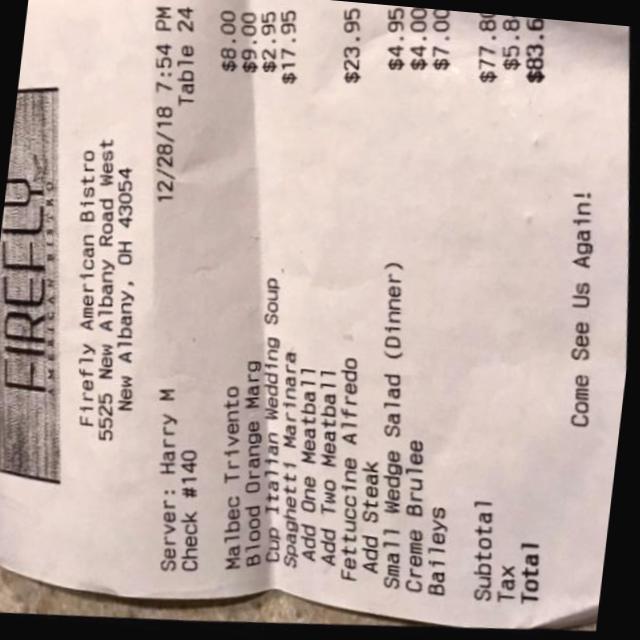 FIREFLY
AMERICAN BISTRO
Firefly American Bistro
5525 New Albany Road West
New Albany, OH 43054
Server: Harry M 12/28/18 7:54 PM
Check #140 Table 24
Malbec Trivento $8.00
Blood Orange Marg $9.00
Cup Italian Wedding Soup $2.95
Spaghetti Marinara $17.95
Add One Meatball
Add Two Meatball
Fettuccine Alfredo $23.95
Add Steak
Small Wedge Salad (Dinner) $4.95
Creme Brulee $4.00
Baileys $7.00
Subtotal $77.80
Tax $5.8
Total $83.6
Come See Us Again!